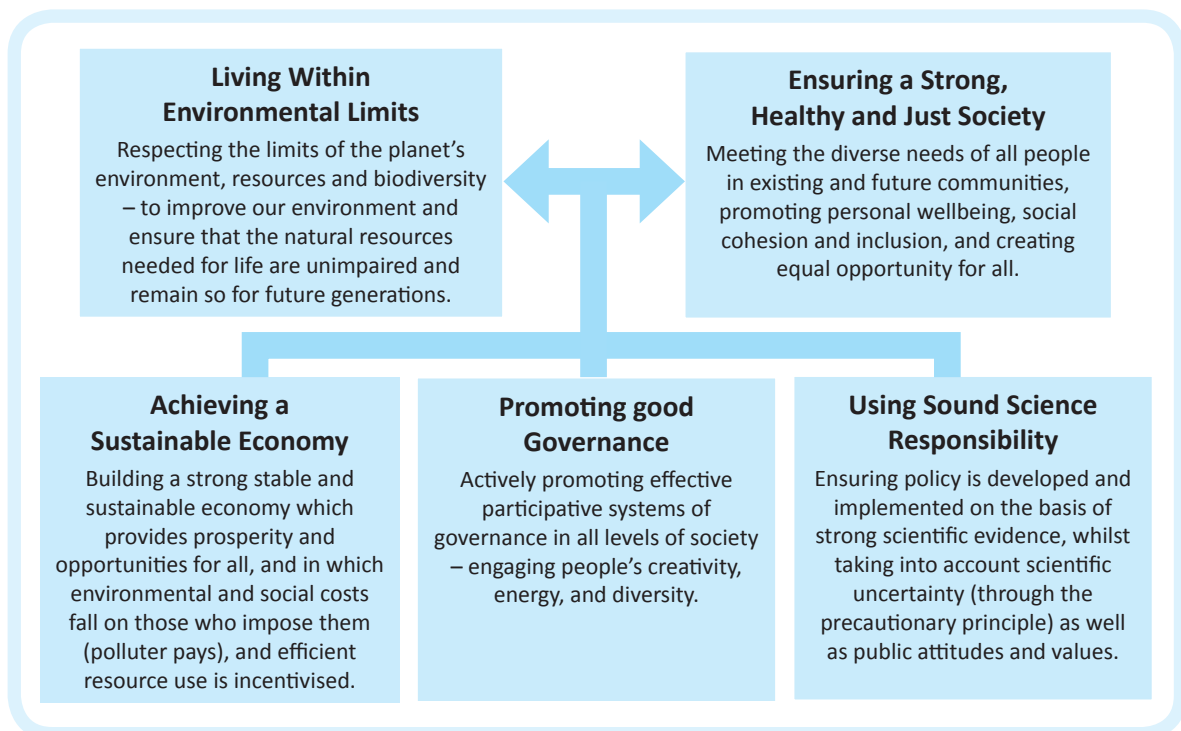 Living Within
Environmental Limits
Respecting the limits of the planet's
environment, resources and biodiversity
– to improve our environment and
ensure that the natural resources
needed for life are unimpaired and
remain so for future generations.
Ensuring a Strong,
Healthy and Just Society
Meeting the diverse needs of all people
in existing and future communities,
promoting personal wellbeing, social
cohesion and inclusion, and creating
equal opportunity for all.
Achieving a
Sustainable Economy
Building a strong stable and
sustainable economy which
provides prosperity and
opportunities for all, and in which
environmental and social costs
fall on those who impose them
(polluter pays), and efficient
resource use is incentivised.
Promoting good
Governance
Actively promoting effective
participative systems of
governance in all levels of society
– engaging people's creativity,
energy, and diversity.
Using Sound Science
Responsibility
Ensuring policy is developed and
implemented on the basis of
strong scientific evidence, whilst
taking into account scientific
uncertainty (through the
precautionary principle) as well
as public attitudes and values.